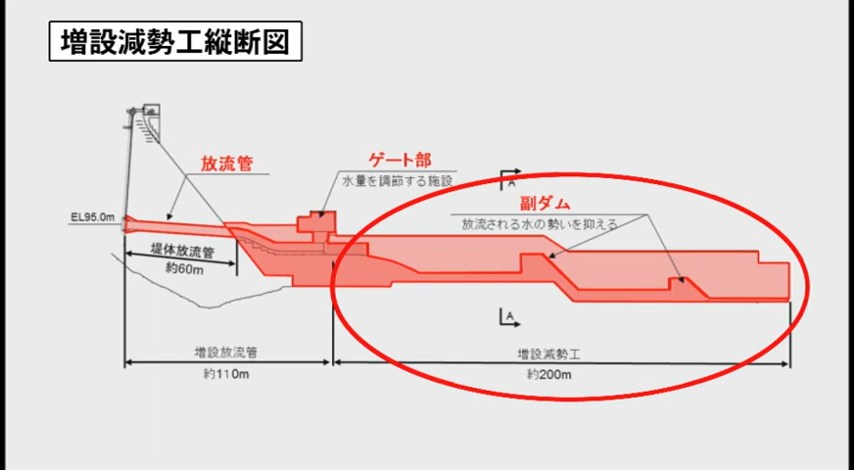 増設減勢工縦断図
放流管
ゲート部
水量を調節する施設
A
副ダム
放流される水の勢いを抑える
EL95.0m
堤体放流管
約60m
A
増設放流管
約110m
増設減勢工
約200m